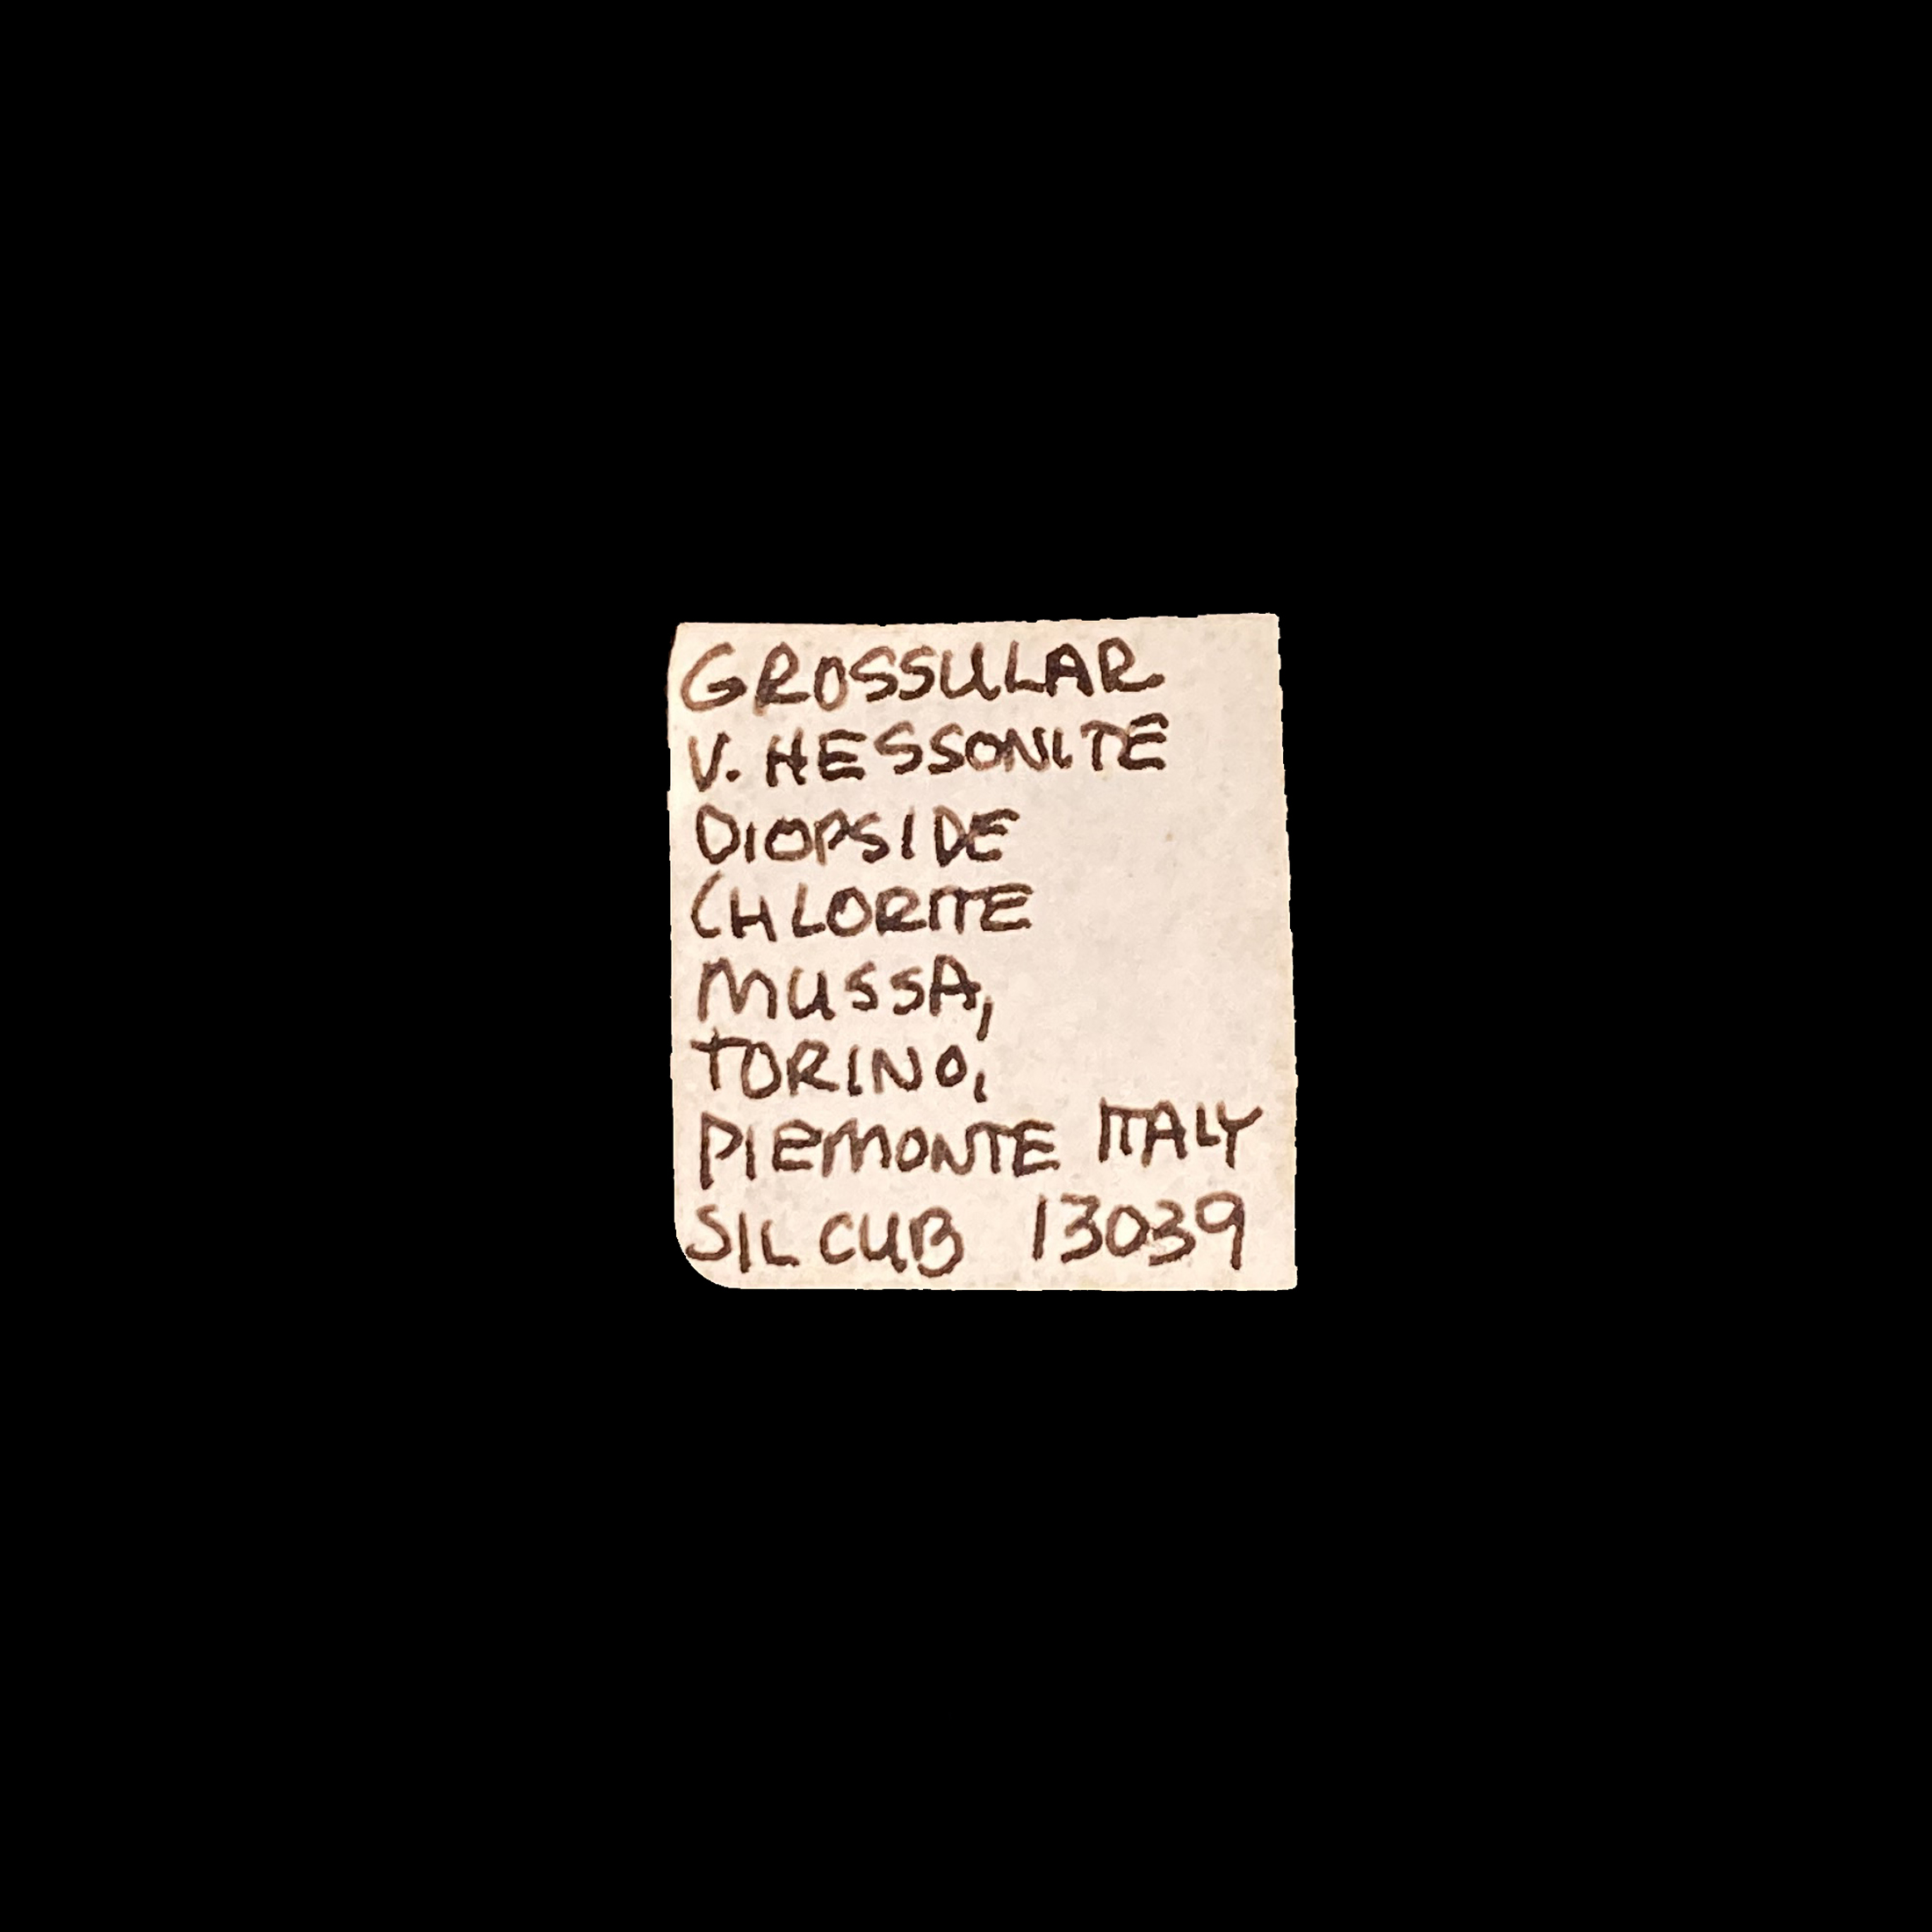 GROSSULAR
V. HESSONITE
DIOPSIDE
CHLORITE
MUSSA,
TORINO,
PIEMONTE ITALY
SIL CUB 13039